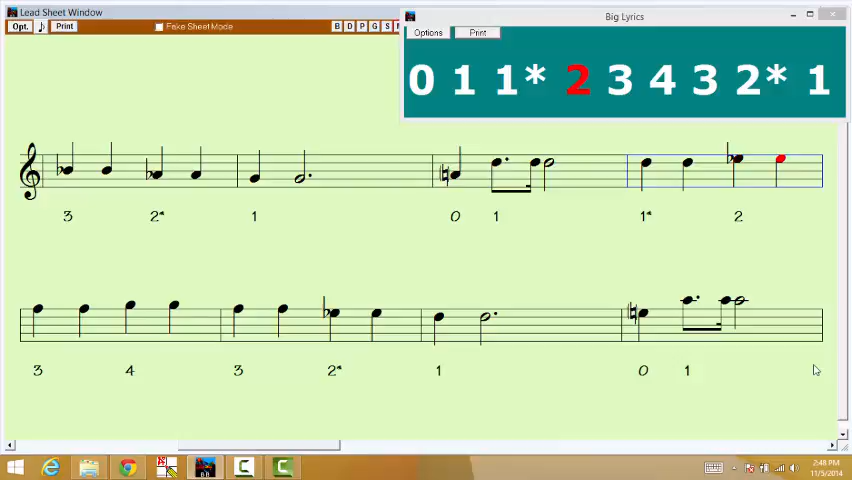 Lead Sheet Window
Big Lyrics
Opt. Print Fake Sheet Mode B D P G S
Options Print
0 1 1* 2 3 4 3 2* 1
3 2* 1 0 1 1* 2
3 4 3 2* 1 0 1
2:48 PM
11/5/2014